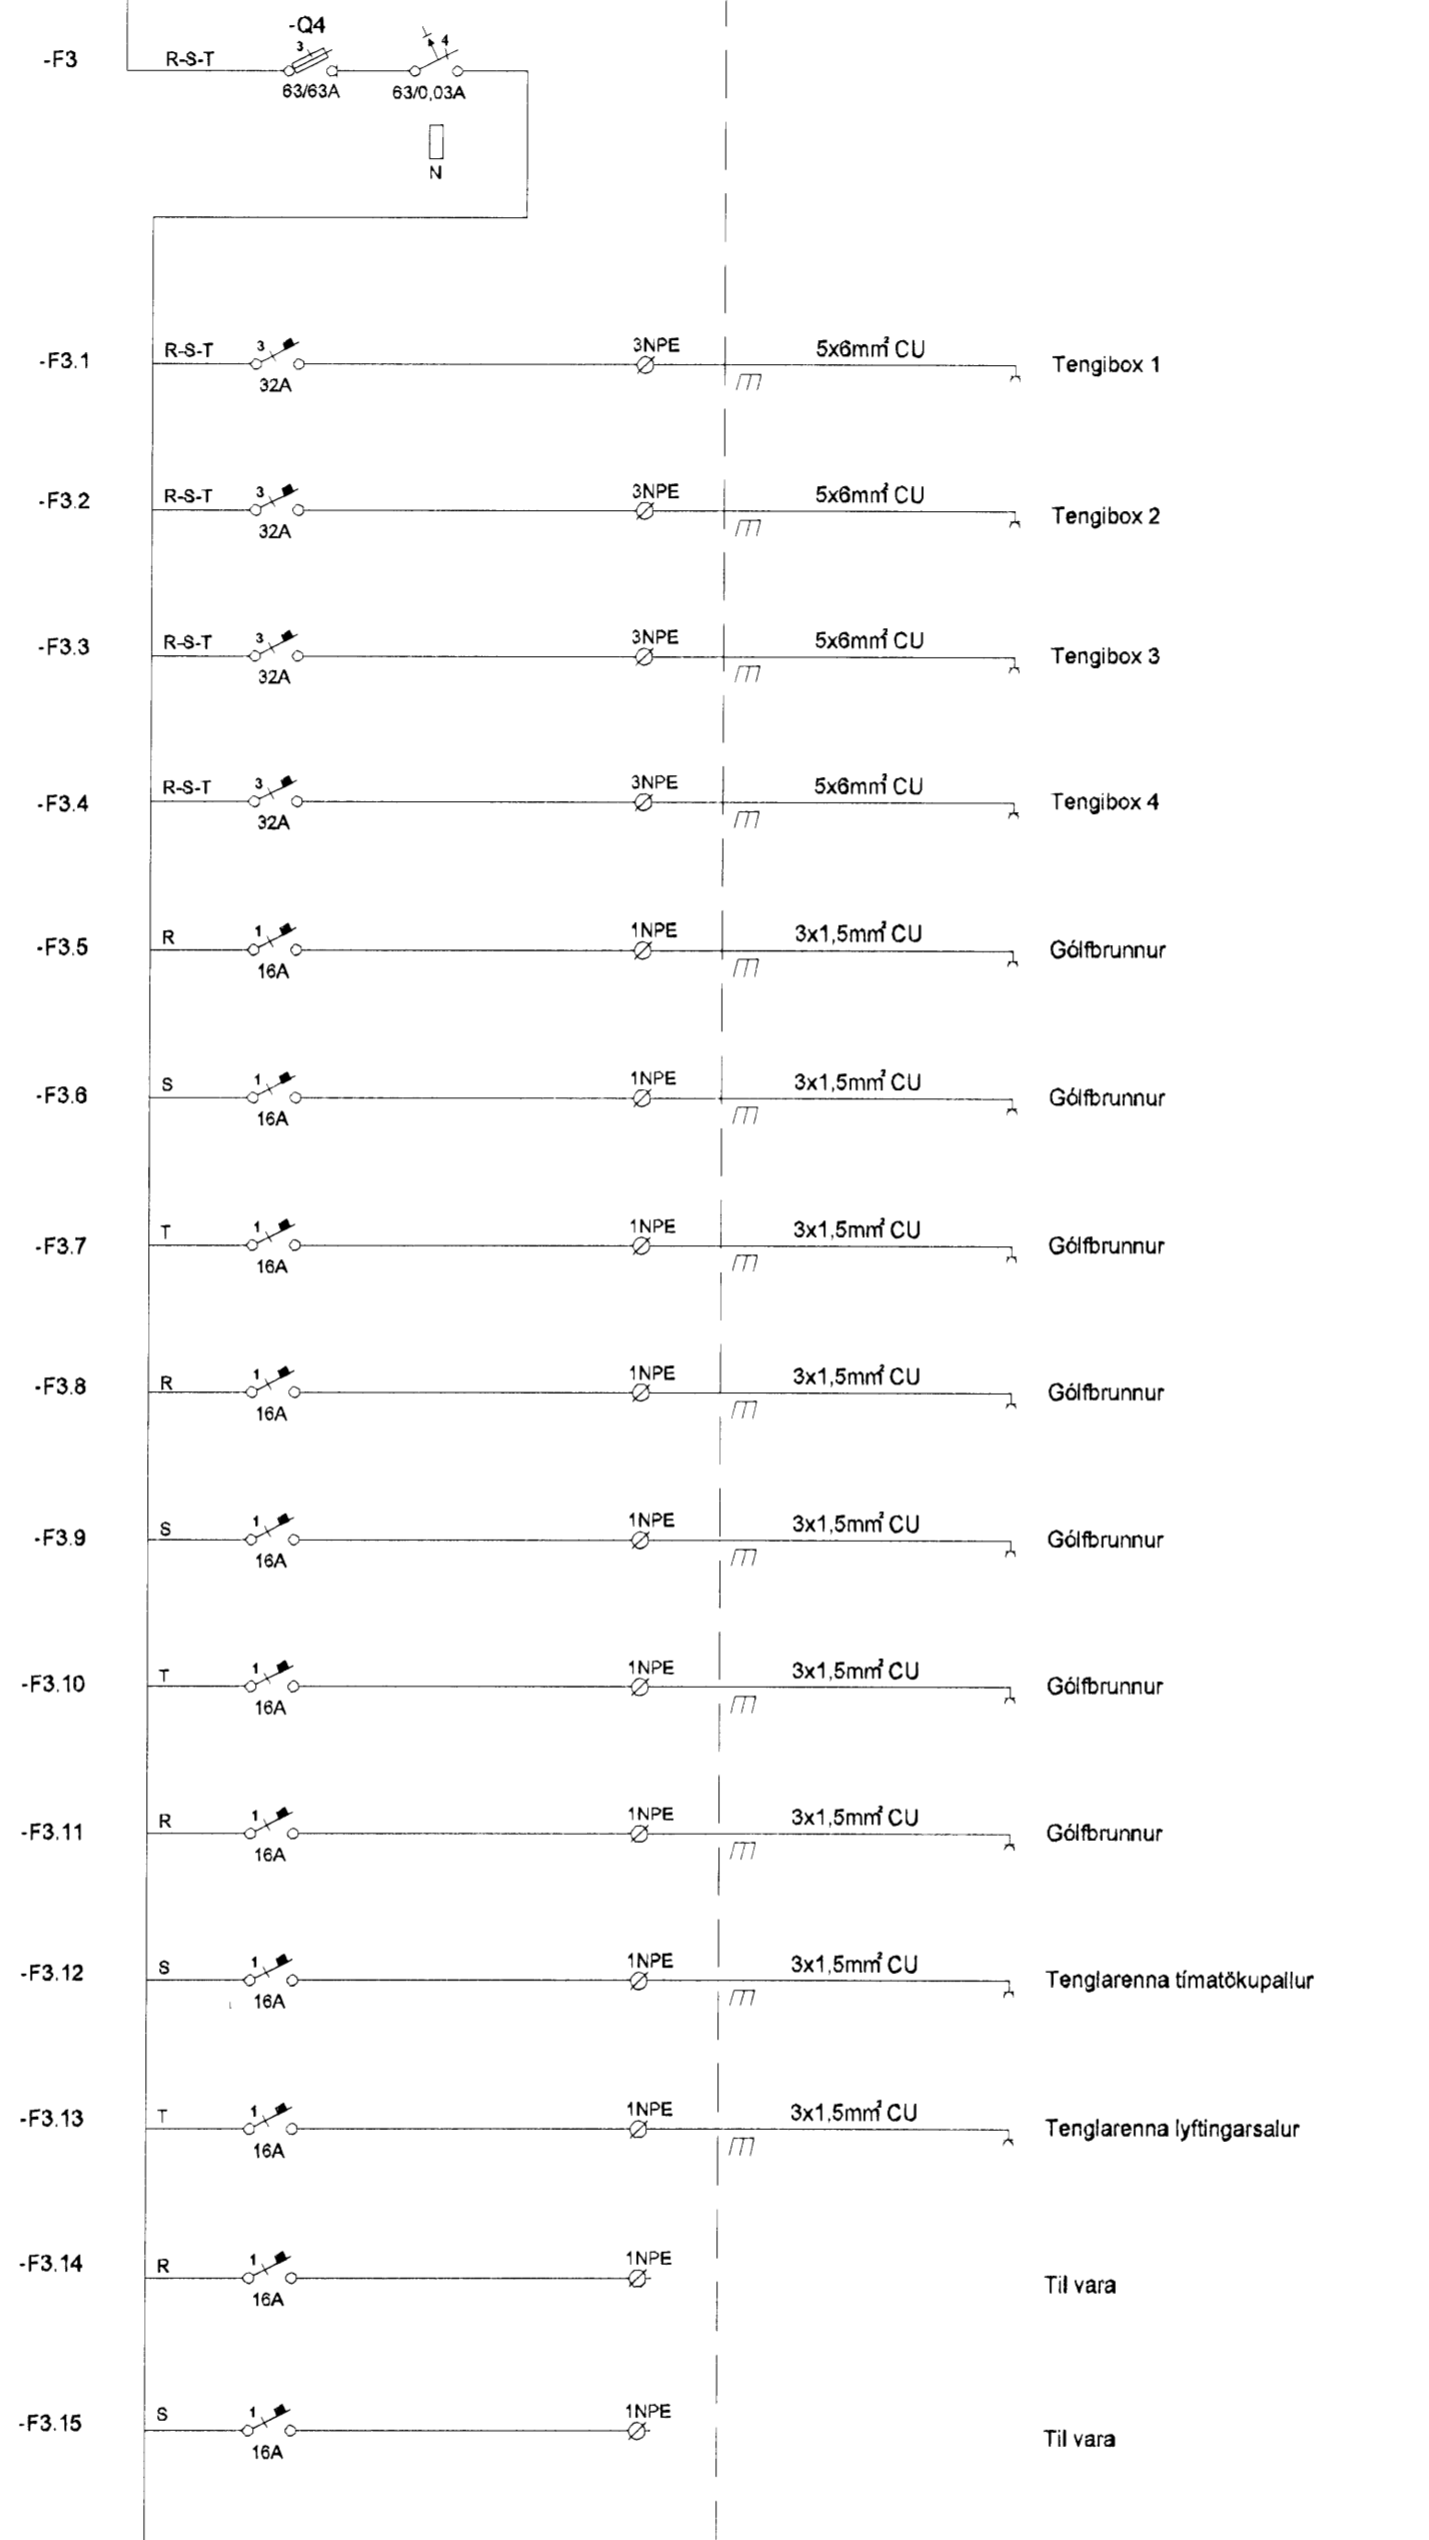 -Q4
-F3 R-S-T 3 4
63/63A 63/0,03A
N
-F3.1 R-S-T 3 32A 3NPE 5x6mm² CU Tengibox 1
-F3.2 R-S-T 3 32A 3NPE 5x6mm² CU Tengibox 2
-F3.3 R-S-T 3 32A 3NPE 5x6mm² CU Tengibox 3
-F3.4 R-S-T 3 32A 3NPE 5x6mm² CU Tengibox 4
-F3.5 R 1 16A 1NPE 3x1,5mm² CU Gólfbrunnur
-F3.6 S 1 16A 1NPE 3x1,5mm² CU Gólfbrunnur
-F3.7 T 1 16A 1NPE 3x1,5mm² CU Gólfbrunnur
-F3.8 R 1 16A 1NPE 3x1,5mm² CU Gólfbrunnur
-F3.9 S 1 16A 1NPE 3x1,5mm² CU Gólfbrunnur
-F3.10 T 1 16A 1NPE 3x1,5mm² CU Gólfbrunnur
-F3.11 R 1 16A 1NPE 3x1,5mm² CU Gólfbrunnur
-F3.12 S 1 16A 1NPE 3x1,5mm² CU Tenglarenna tímatökupallur
-F3.13 T 1 16A 1NPE 3x1,5mm² CU Tenglarenna lyftingarsalur
-F3.14 R 1 16A 1NPE Til vara
-F3.15 S 1 16A 1NPE Til vara